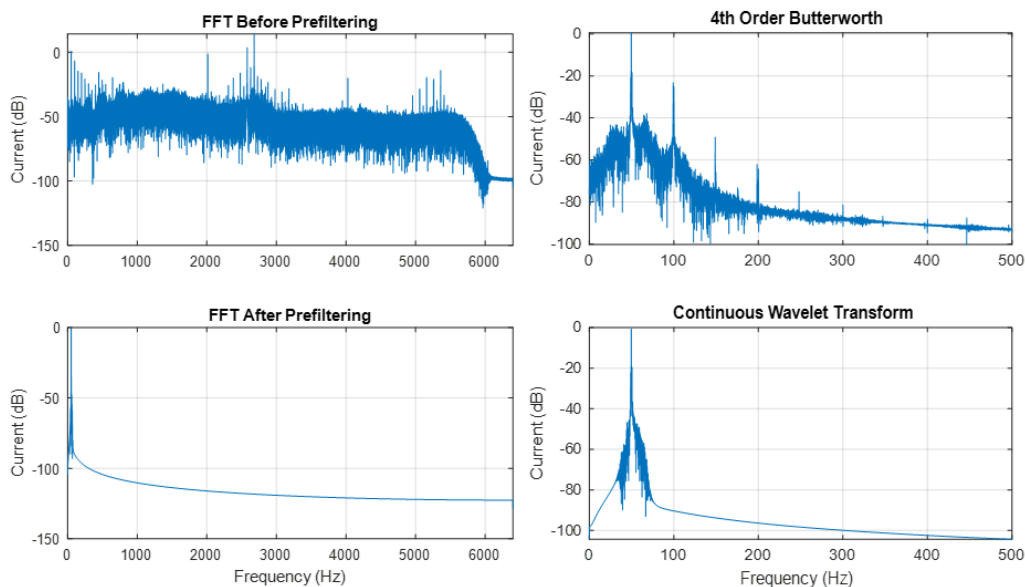 FFT Before Prefiltering
Current (dB)
0
-50
-100
-150
0 1000 2000 3000 4000 5000 6000
4th Order Butterworth
Current (dB)
0
-20
-40
-60
-80
-100
0 100 200 300 400 500
FFT After Prefiltering
Current (dB)
0
-50
-100
-150
0 1000 2000 3000 4000 5000 6000
Frequency (Hz)
Continuous Wavelet Transform
Current (dB)
0
-20
-40
-60
-80
-100
0 100 200 300 400 500
Frequency (Hz)